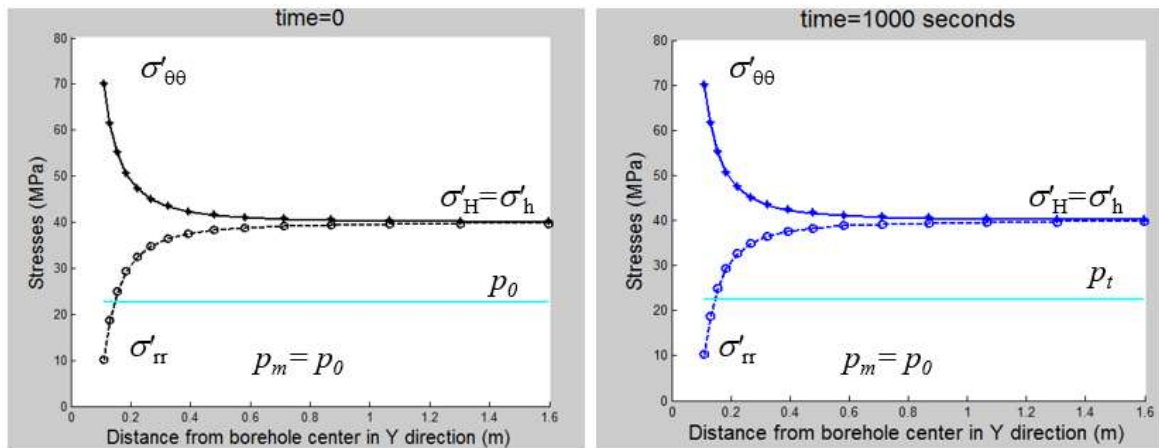 time=0
80
70
60
50
40
30
20
10
0
Stresses (MPa)
σ′θθ
σ′H=σ′h
p0
σ′rr
pm= p0
0 0.2 0.4 0.6 0.8 1 1.2 1.4 1.6
Distance from borehole center in Y direction (m)
time=1000 seconds
80
70
60
50
40
30
20
10
0
Stresses (MPa)
σ′θθ
σ′H=σ′h
pt
σ′rr
pm= p0
0 0.2 0.4 0.6 0.8 1 1.2 1.4 1.6
Distance from borehole center in Y direction (m)